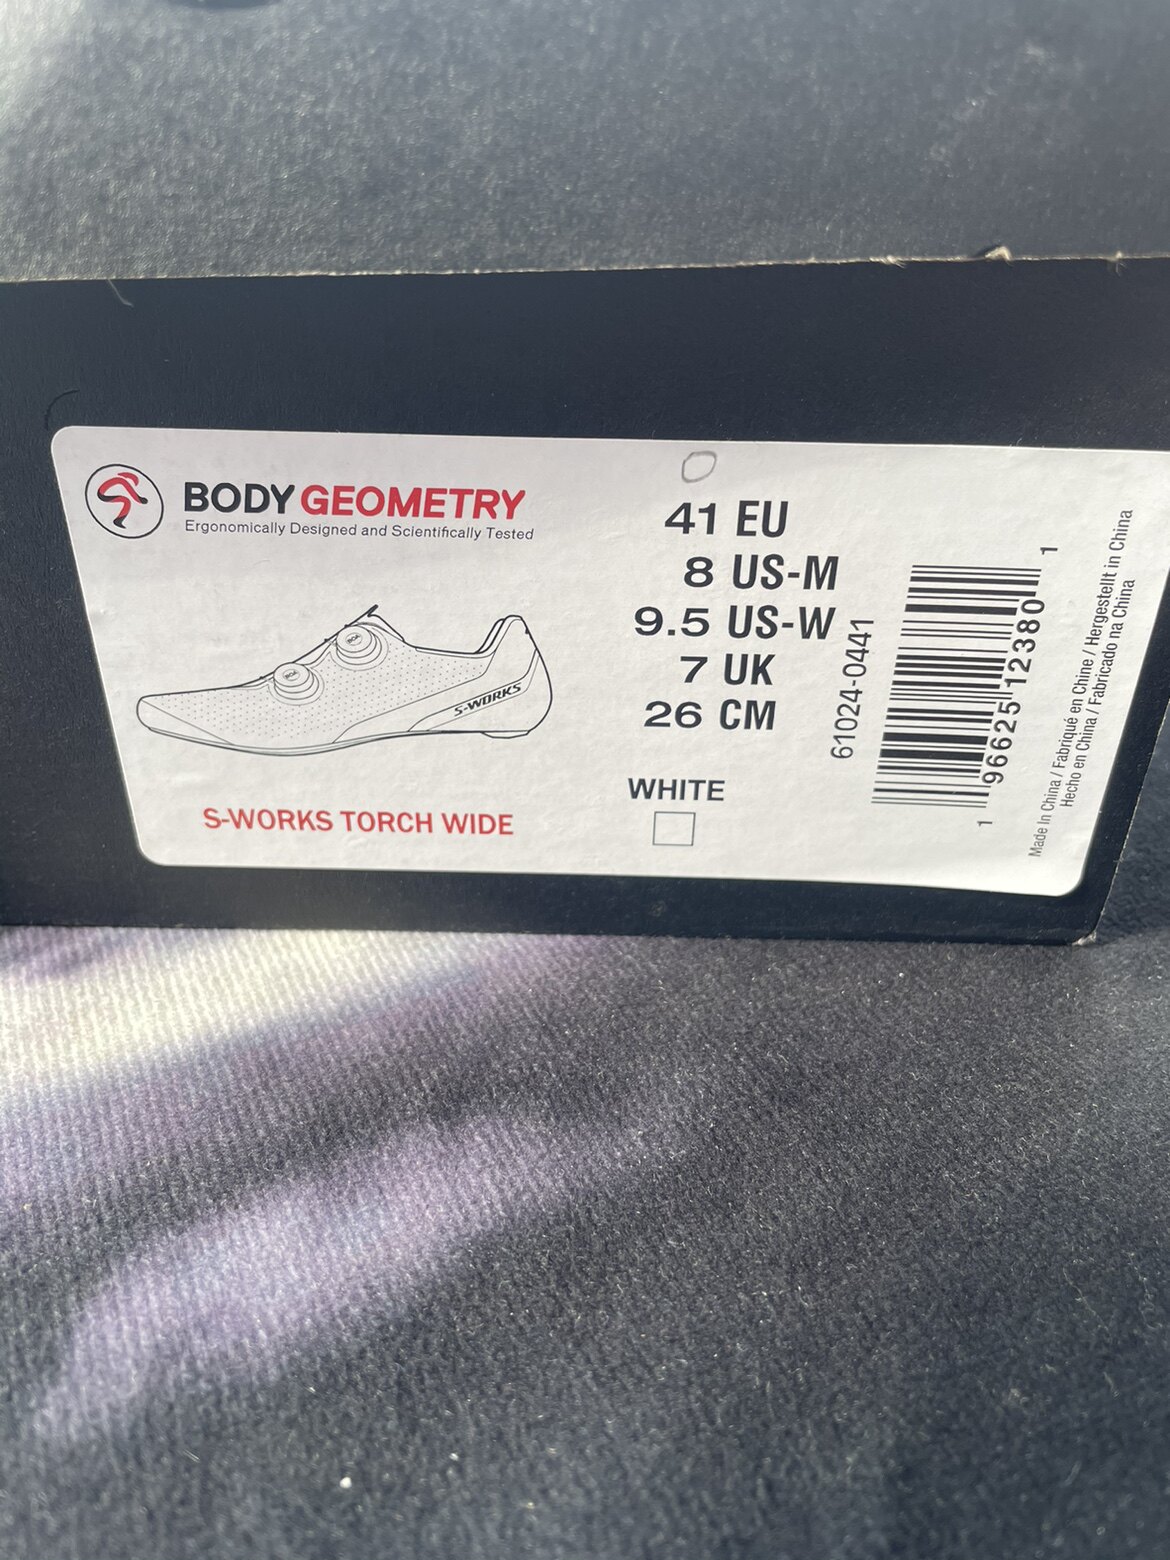 BODY GEOMETRY
Ergonomically Designed and Scientifically Tested
S-WORKS
S-WORKS TORCH WIDE
41 EU
8 US-M
9.5 US-W
7 UK
26 CM
WHITE
61024-0441
1 96625 12380 1
Made In China / Fabriqué en Chine / Hergestellt in China
Hecho en China / Fabricado na China